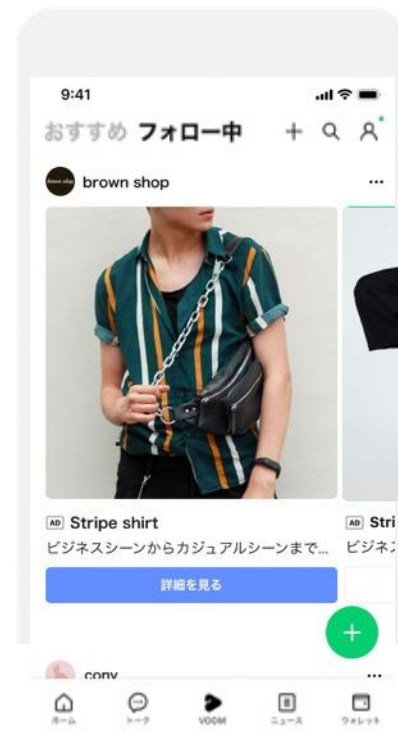 9:41
おすすめ フォロー中
brown shop
AD Stripe shirt
ビジネスシーンからカジュアルシーンまで...
詳細を見る
AD Stri
ビジネス
cony
ホーム トーク VOOM ニュース ウォレット